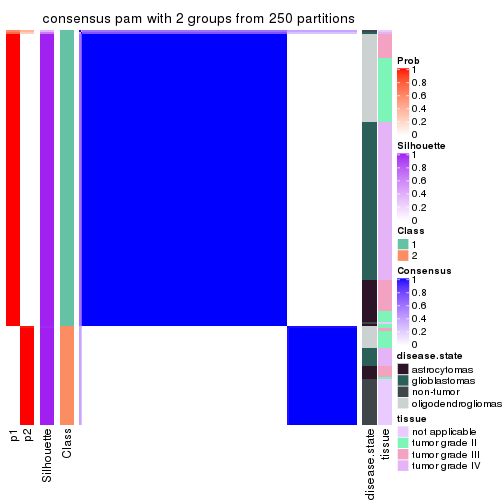 consensus pam with 2 groups from 250 partitions
Prob
1
0.8
0.6
0.4
0.2
0
Silhouette
1
0.8
0.6
0.4
0.2
0
Class
1
2
Consensus
1
0.8
0.6
0.4
0.2
0
disease.state
astrocytomas
glioblastomas
non-tumor
oligodendrogliomas
tissue
not applicable
tumor grade II
tumor grade III
tumor grade IV
p1
p2
Silhouette
Class
disease.state
tissue